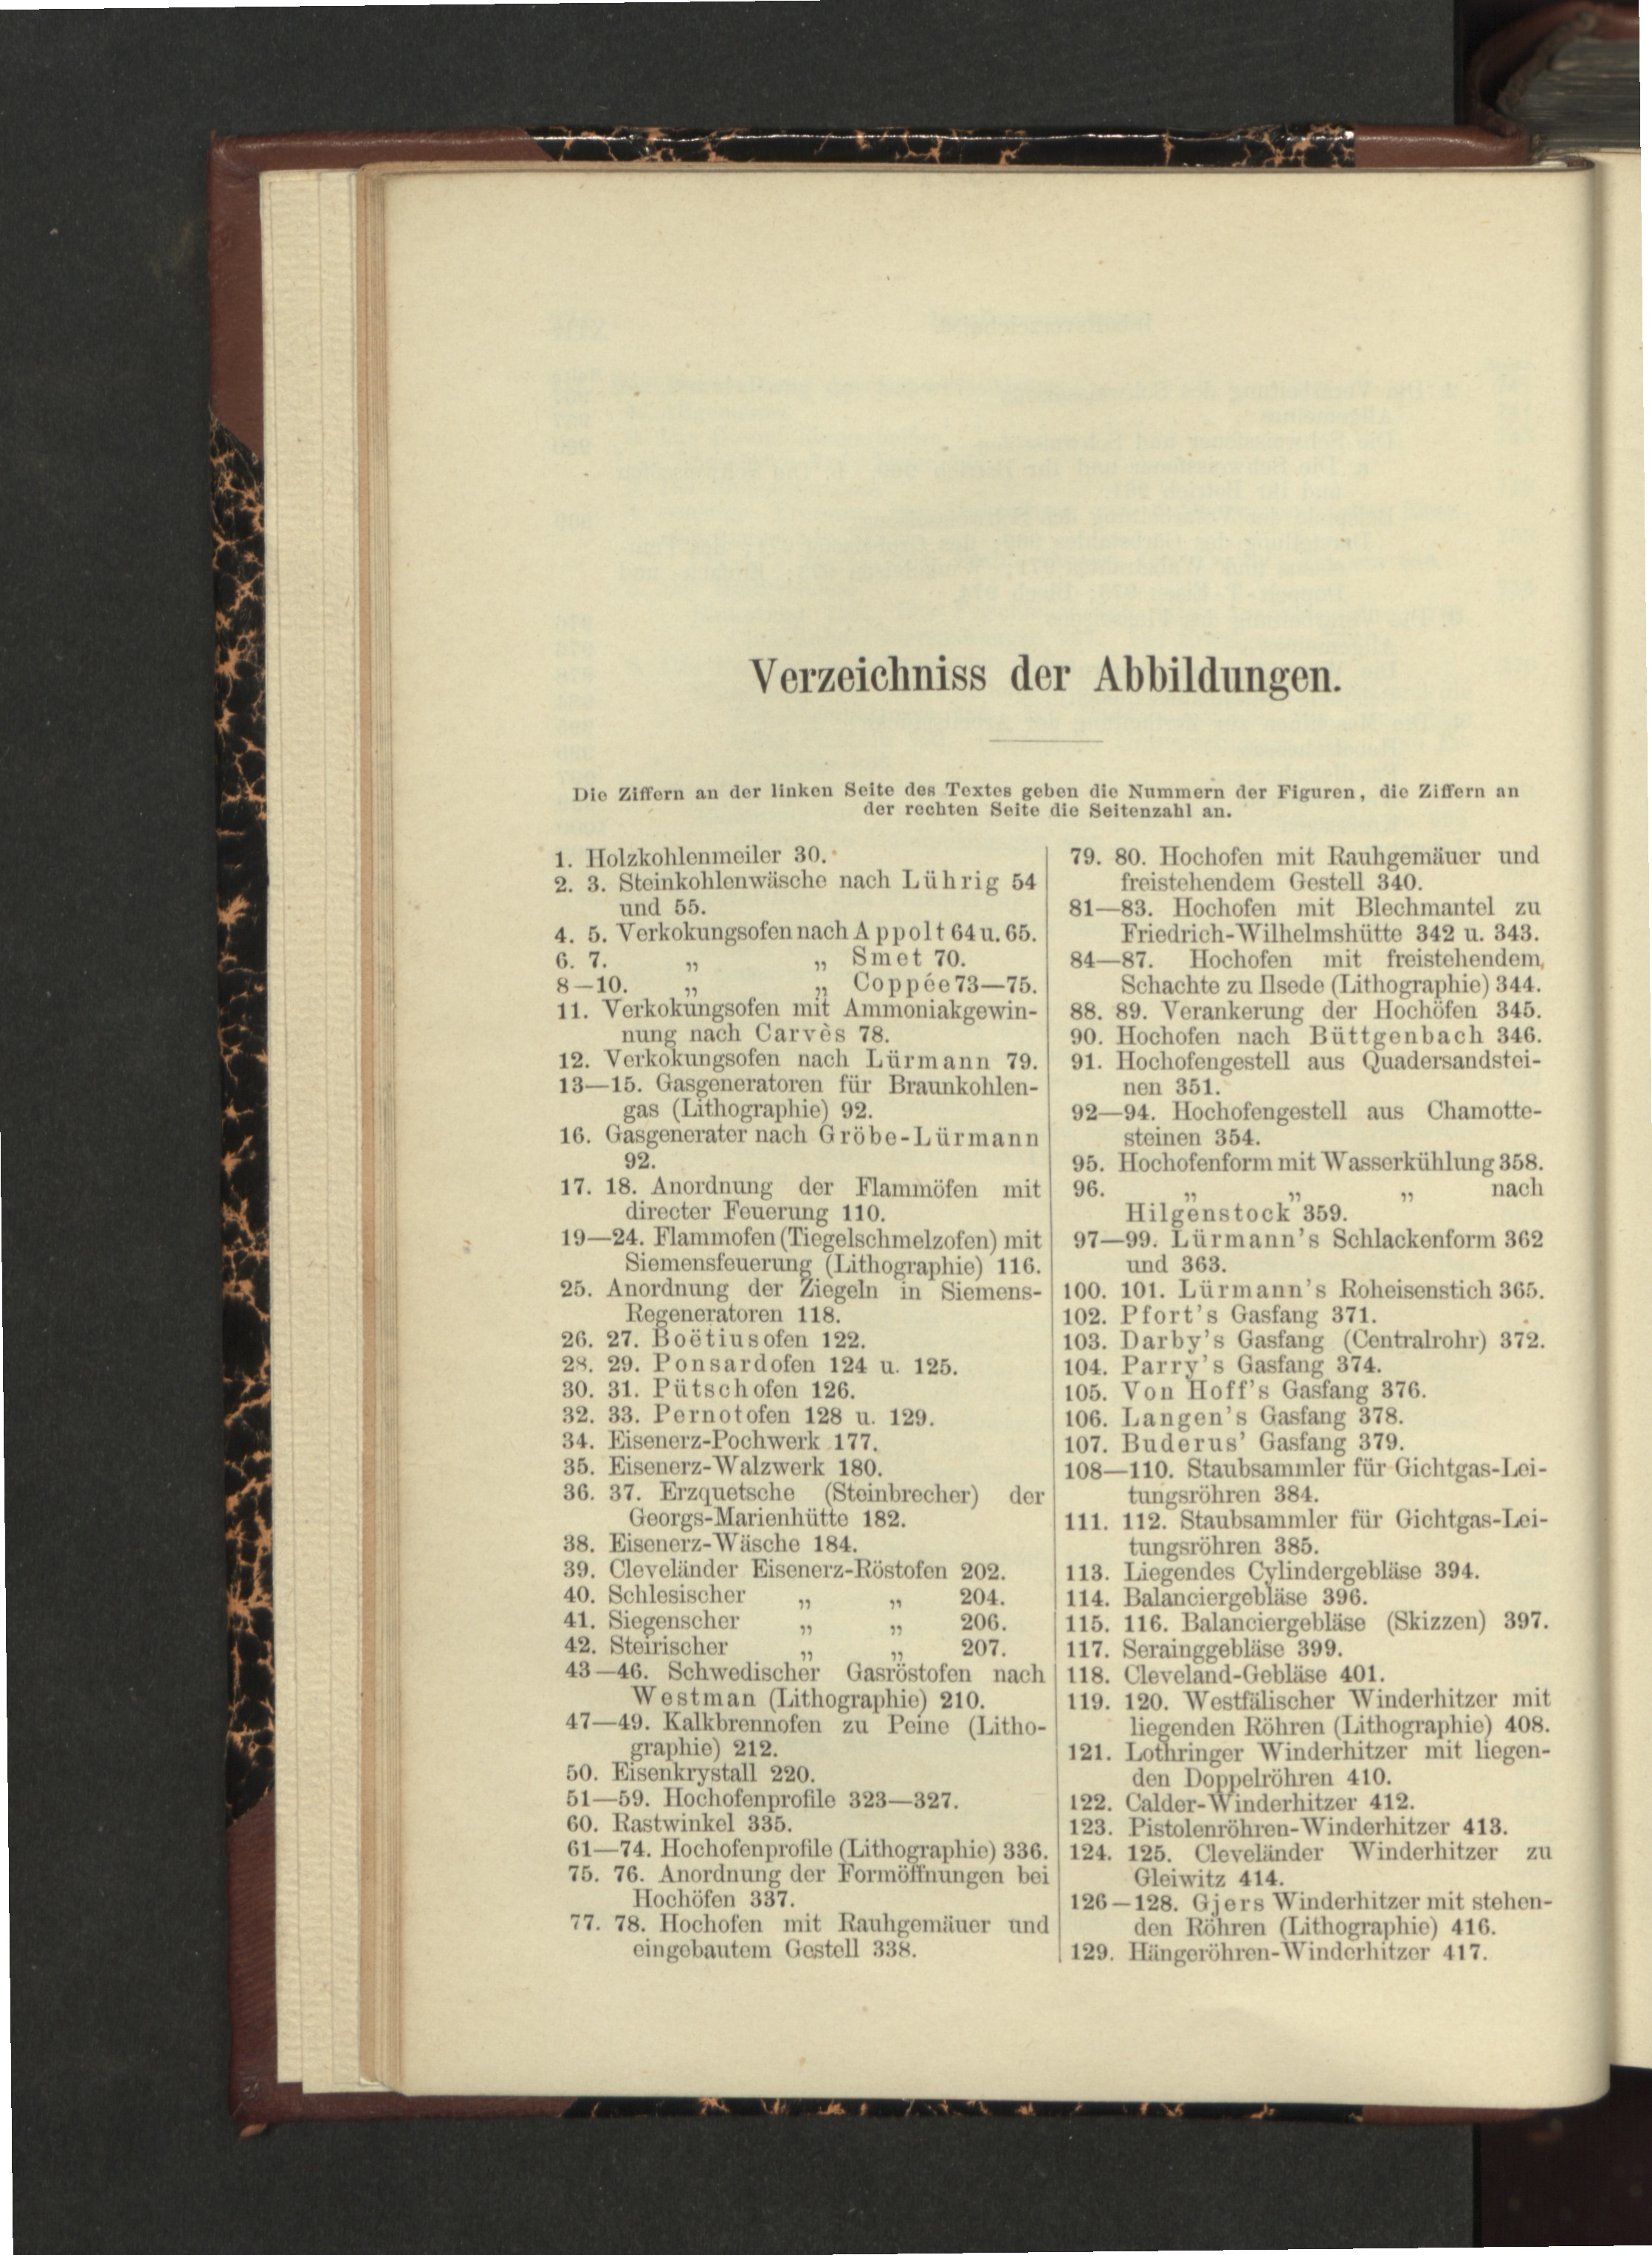 Verzeichniss der Abbildungen.
Die Ziffern an der linken Seite des Textes geben die Nummern der Figuren, die Ziffern an
der rechten Seite die Seitenzahl an.
1. Holzkohlenmeiler 30.
2. 3. Steinkohlenwäsche nach Lührig 54
und 55.
4. 5. Verkokungsofen nach Appolt 64 u. 65.
6. 7. „ „ Smet 70.
8—10. „ „ Coppée 73—75.
11. Verkokungsofen mit Ammoniakgewin-
nung nach Carvès 78.
12. Verkokungsofen nach Lürmann 79.
13—15. Gasgeneratoren für Braunkohlen-
gas (Lithographie) 92.
16. Gasgenerater nach Gröbe-Lürmann
92.
17. 18. Anordnung der Flammöfen mit
directer Feuerung 110.
19—24. Flammofen (Tiegelschmelzofen) mit
Siemensfeuerung (Lithographie) 116.
25. Anordnung der Ziegeln in Siemens-
Regeneratoren 118.
26. 27. Boëtiusofen 122.
28. 29. Ponsardofen 124 u. 125.
30. 31. Pütschofen 126.
32. 33. Pernotofen 128 u. 129.
34. Eisenerz-Pochwerk 177.
35. Eisenerz-Walzwerk 180.
36. 37. Erzquetsche (Steinbrecher) der
Georgs-Marienhütte 182.
38. Eisenerz-Wäsche 184.
39. Cleveländer Eisenerz-Röstofen 202.
40. Schlesischer „ „ 204.
41. Siegenscher „ „ 206.
42. Steirischer „ „ 207.
43—46. Schwedischer Gasröstofen nach
Westman (Lithographie) 210.
47—49. Kalkbrennofen zu Peine (Litho-
graphie) 212.
50. Eisenkrystall 220.
51—59. Hochofenprofile 323—327.
60. Rastwinkel 335.
61—74. Hochofenprofile (Lithographie) 336.
75. 76. Anordnung der Formöffnungen bei
Hochöfen 337.
77. 78. Hochofen mit Rauhgemäuer und
eingebautem Gestell 338.
79. 80. Hochofen mit Rauhgemäuer und
freistehendem Gestell 340.
81—83. Hochofen mit Blechmantel zu
Friedrich-Wilhelmshütte 342 u. 343.
84—87. Hochofen mit freistehendem,
Schachte zu Ilsede (Lithographie) 344.
88. 89. Verankerung der Hochöfen 345.
90. Hochofen nach Büttgenbach 346.
91. Hochofengestell aus Quadersandstei-
nen 351.
92—94. Hochofengestell aus Chamotte-
steinen 354.
95. Hochofenform mit Wasserkühlung 358.
96. „ „ „ nach
Hilgenstock 359.
97—99. Lürmann's Schlackenform 362
und 363.
100. 101. Lürmann's Roheisenstich 365.
102. Pfort's Gasfang 371.
103. Darby's Gasfang (Centralrohr) 372.
104. Parry's Gasfang 374.
105. Von Hoff's Gasfang 376.
106. Langen's Gasfang 378.
107. Buderus' Gasfang 379.
108—110. Staubsammler für Gichtgas-Lei-
tungsröhren 384.
111. 112. Staubsammler für Gichtgas-Lei-
tungsröhren 385.
113. Liegendes Cylindergebläse 394.
114. Balanciergebläse 396.
115. 116. Balanciergebläse (Skizzen) 397.
117. Serainggebläse 399.
118. Cleveland-Gebläse 401.
119. 120. Westfälischer Winderhitzer mit
liegenden Röhren (Lithographie) 408.
121. Lothringer Winderhitzer mit liegen-
den Doppelröhren 410.
122. Calder-Winderhitzer 412.
123. Pistolenröhren-Winderhitzer 413.
124. 125. Cleveländer Winderhitzer zu
Gleiwitz 414.
126—128. Gjers Winderhitzer mit stehen-
den Röhren (Lithographie) 416.
129. Hängeröhren-Winderhitzer 417.